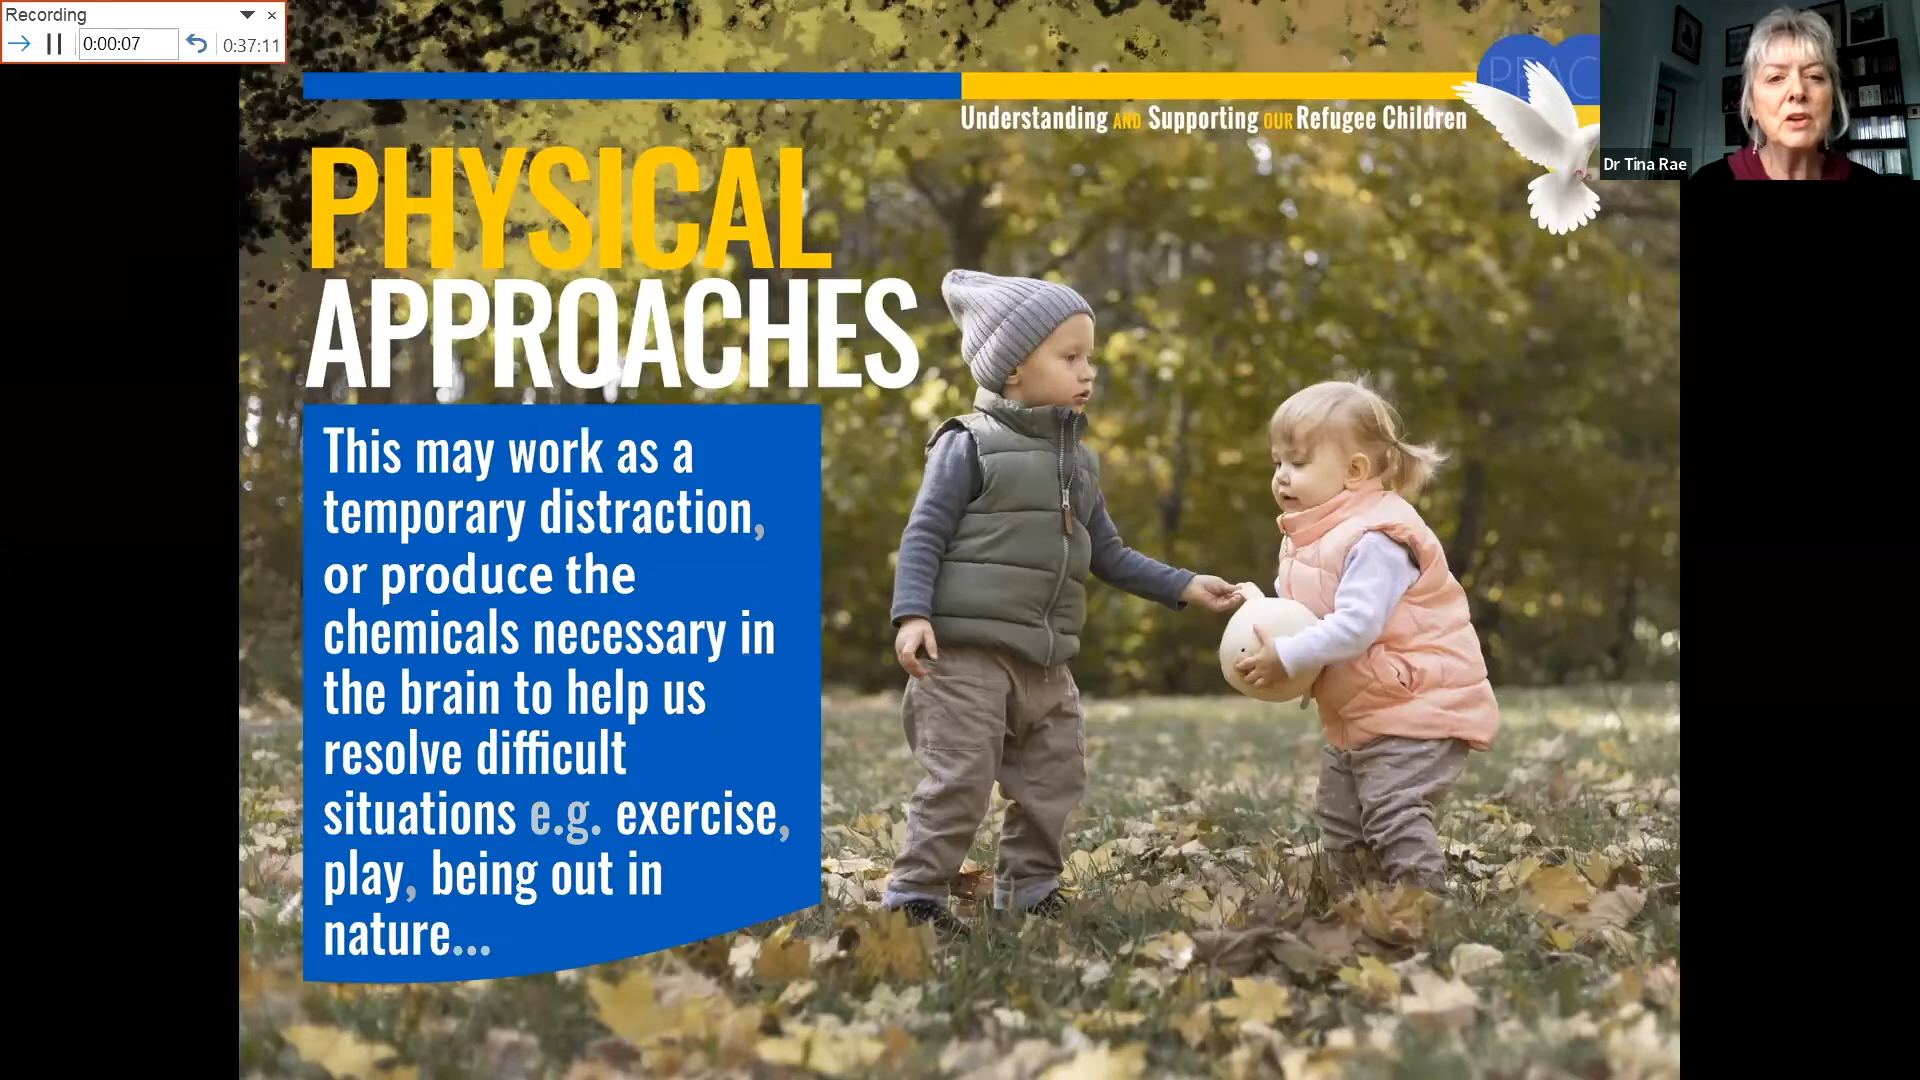 Recording
0:00:07
0:37:11
PEAC
Understanding AND Supporting OUR Refugee Children
Dr Tina Rae
PHYSICAL
APPROACHES
This may work as a
temporary distraction,
or produce the
chemicals necessary in
the brain to help us
resolve difficult
situations e.g. exercise,
play, being out in
nature...